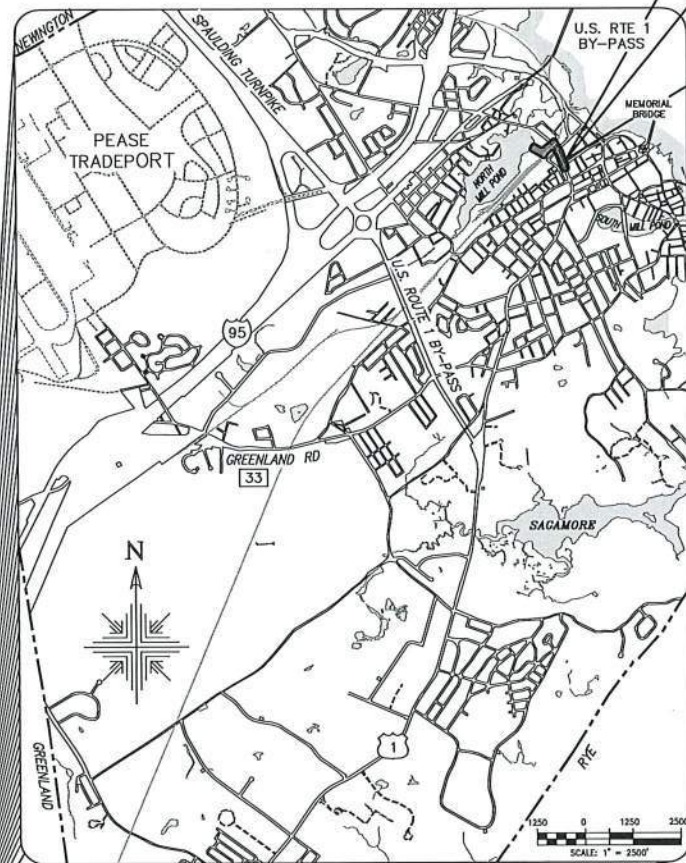 NEWINGTON
SPAULDING TURNPIKE
U.S. RTE 1
BY-PASS
MEMORIAL
BRIDGE
PEASE
TRADEPORT
NORTH
MILL POND
SOUTH MILL POND
U.S. ROUTE 1 BY-PASS
95
GREENLAND RD
33
SAGAMORE
N
1
GREENLAND
RYE
1250 0 1250 2500
SCALE: 1" = 2500'